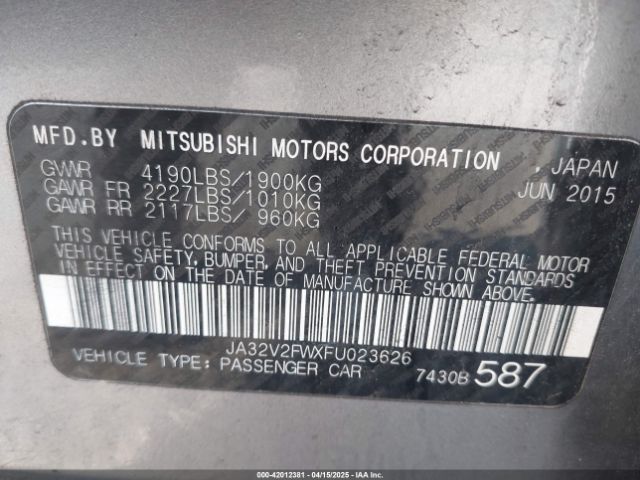 MFD.BY MITSUBISHI MOTORS CORPORATION , JAPAN
GVWR 4190LBS/1900KG JUN 2015
GAWR FR 2227LBS/1010KG
GAWR RR 2117LBS/ 960KG
THIS VEHICLE CONFORMS TO ALL APPLICABLE FEDERAL MOTOR
VEHICLE SAFETY, BUMPER, AND THEFT PREVENTION STANDARDS
IN EFFECT ON THE DATE OF MANUFACTURE SHOWN ABOVE.
JA32V2FWXFU023626
VEHICLE TYPE: PASSENGER CAR 7430B 587
000-42012381 - 04/15/2025 - IAA Inc.